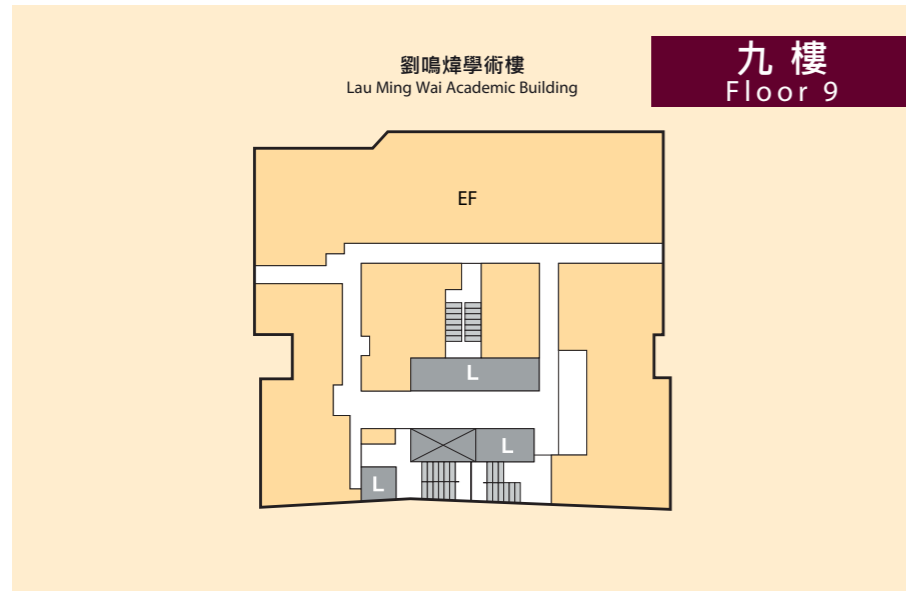 劉鳴煒學術樓
Lau Ming Wai Academic Building
九樓
Floor 9
EF
L
L
L